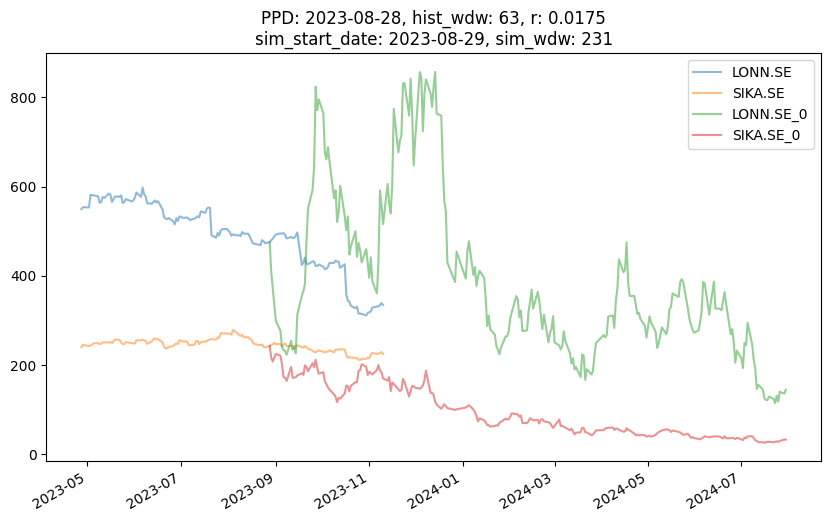 PPD: 2023-08-28, hist_wdw: 63, r: 0.0175
sim_start_date: 2023-08-29, sim_wdw: 231
LONN.SE
SIKA.SE
LONN.SE_0
SIKA.SE_0
800
600
400
200
0
2023-05
2023-07
2023-09
2023-11
2024-01
2024-03
2024-05
2024-07